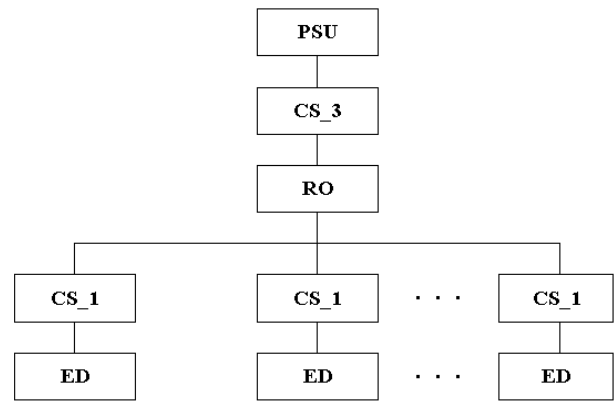 PSU
CS_3
RO
CS_1 CS_1 . . . CS_1
ED ED . . . ED